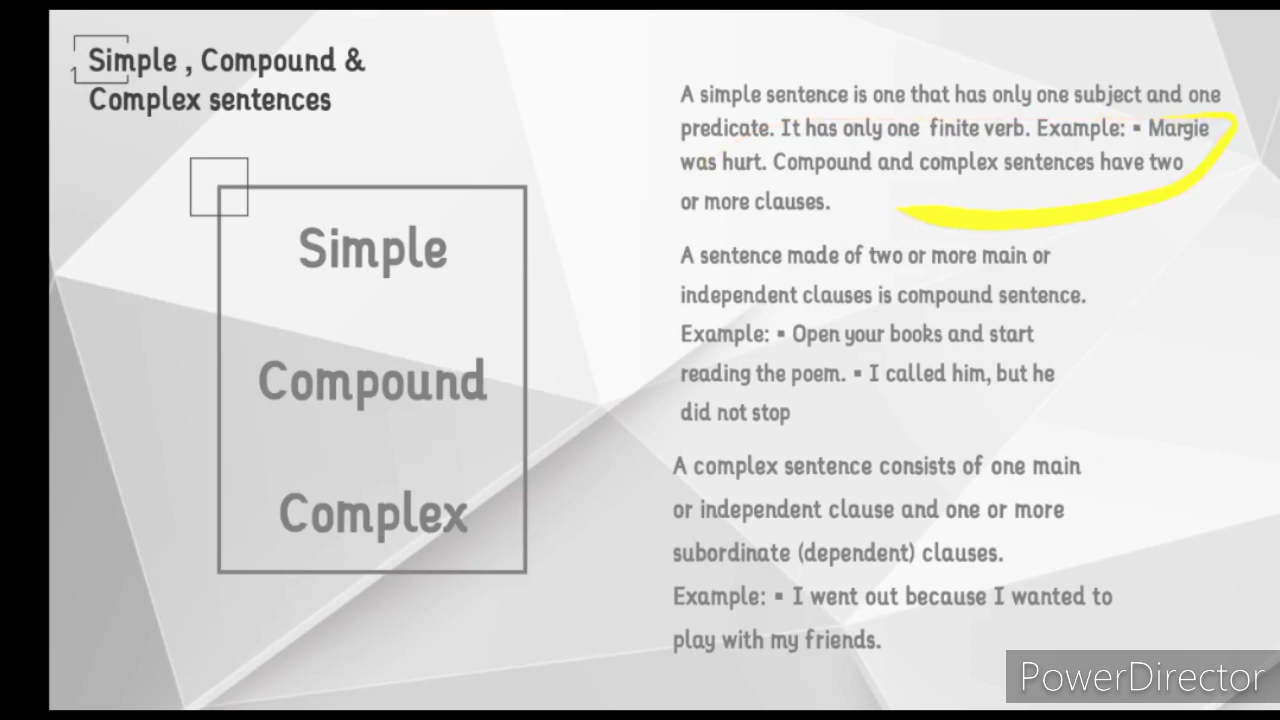 Simple , Compound &
1
Complex sentences
Simple
Compound
Complex
A simple sentence is one that has only one subject and one
predicate. It has only one finite verb. Example: ▪ Margie
was hurt. Compound and complex sentences have two
or more clauses.
A sentence made of two or more main or
independent clauses is compound sentence.
Example: ▪ Open your books and start
reading the poem. ▪ I called him, but he
did not stop
A complex sentence consists of one main
or independent clause and one or more
subordinate (dependent) clauses.
Example: ▪ I went out because I wanted to
play with my friends.
PowerDirector